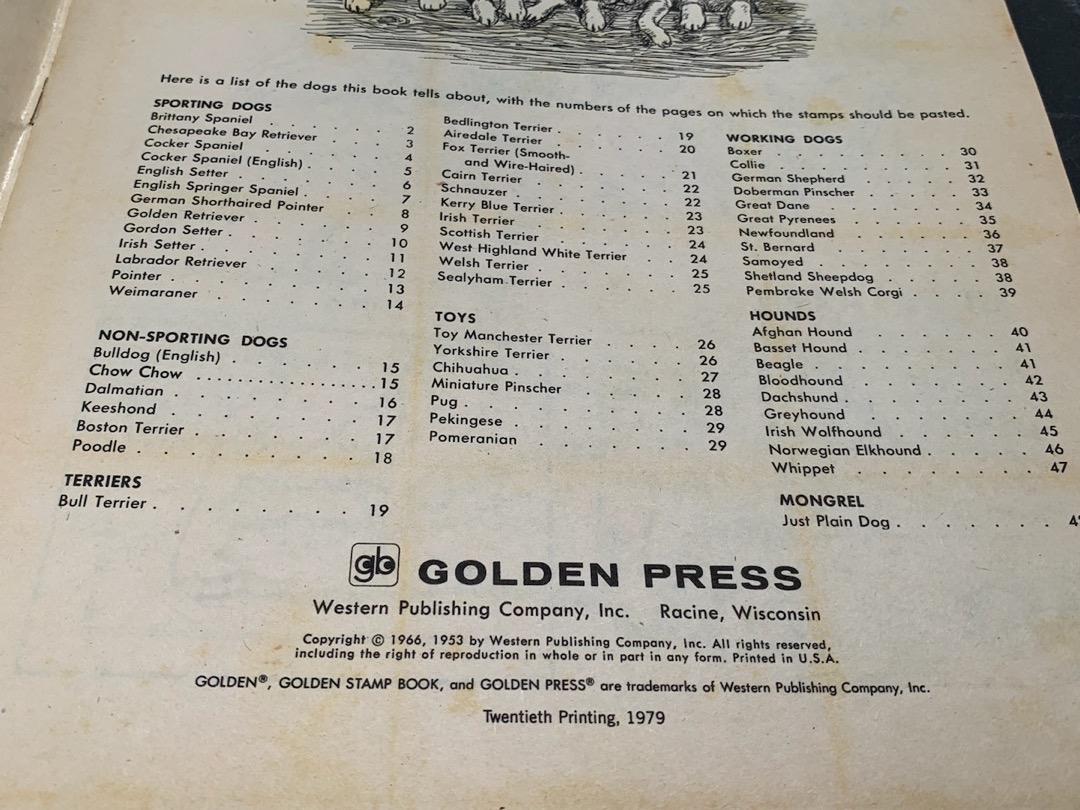 Here is a list of the dogs this book tells about, with the numbers of the pages on which the stamps should be pasted.
SPORTING DOGS
Brittany Spaniel . . . . . . 2
Chesapeake Bay Retriever . . . 3
Cocker Spaniel . . . . . . 4
Cocker Spaniel (English) . . . . 5
English Setter . . . . . . 6
English Springer Spaniel . . . . 7
German Shorthaired Pointer . . 8
Golden Retriever . . . . . 9
Gordon Setter . . . . . . 10
Irish Setter . . . . . . . 11
Labrador Retriever . . . . . 12
Pointer . . . . . . . . 13
Weimaraner . . . . . . . 14
NON-SPORTING DOGS
Bulldog (English) . . . . . 15
Chow Chow . . . . . . . . . . . . . . . 15
Dalmatian . . . . . . . 16
Keeshond . . . . . . . 17
Boston Terrier . . . . . . 17
Poodle . . . . . . . . 18
TERRIERS
Bull Terrier . . . . . . . 19
Bedlington Terrier . . . . . 19
Airedale Terrier . . . . . 20
Fox Terrier (Smooth-
and Wire-Haired) . . . . 21
Cairn Terrier . . . . . . 22
Schnauzer . . . . . . . 22
Kerry Blue Terrier . . . . . 23
Irish Terrier . . . . . . 23
Scottish Terrier . . . . . 24
West Highland White Terrier . . 24
Welsh Terrier . . . . . . 25
Sealyham Terrier . . . . . 25
TOYS
Toy Manchester Terrier . . . . 26
Yorkshire Terrier . . . . . 26
Chihuahua . . . . . . . 27
Miniature Pinscher . . . . . 28
Pug . . . . . . . . . 28
Pekingese . . . . . . . 29
Pomeranian . . . . . . . 29
WORKING DOGS
Boxer . . . . . . . . 30
Collie . . . . . . . . 31
German Shepherd . . . . . 32
Doberman Pinscher . . . . . 33
Great Dane . . . . . . . 34
Great Pyrenees . . . . . . 35
Newfoundland . . . . . . 36
St. Bernard . . . . . . . 37
Samoyed . . . . . . . 38
Shetland Sheepdog . . . . . 38
Pembroke Welsh Corgi . . . . 39
HOUNDS
Afghan Hound . . . . . . 40
Basset Hound . . . . . . 41
Beagle . . . . . . . . 41
Bloodhound . . . . . . . 42
Dachshund . . . . . . . 43
Greyhound . . . . . . . 44
Irish Wolfhound . . . . . . 45
Norwegian Elkhound . . . . . 46
Whippet . . . . . . . . 47
MONGREL
Just Plain Dog . . . . . . .
gb GOLDEN PRESS
Western Publishing Company, Inc. Racine, Wisconsin
Copyright © 1966, 1953 by Western Publishing Company, Inc. All rights reserved,
including the right of reproduction in whole or in part in any form. Printed in U.S.A.
GOLDEN®, GOLDEN STAMP BOOK, and GOLDEN PRESS® are trademarks of Western Publishing Company, Inc.
Twentieth Printing, 1979